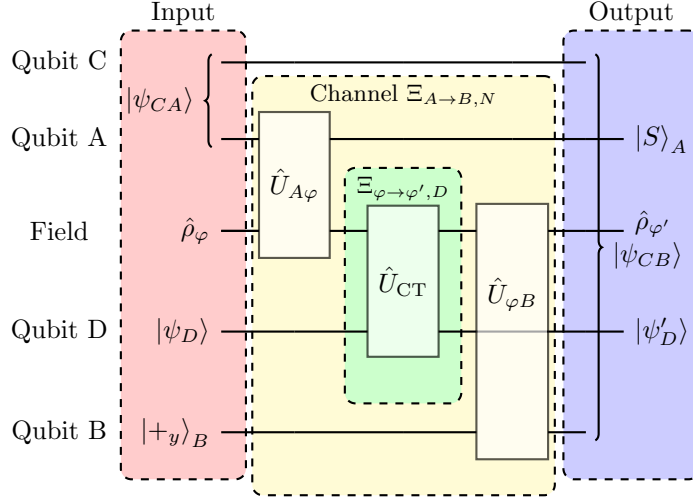 Input Output
Qubit C
|ψ_{CA}⟩ Channel Ξ_{A→B,N}
Qubit A |S⟩_A
Û_{Aφ} Ξ_{φ→φ′,D}
Field ρ̂_φ ρ̂_{φ′}
|ψ_{CB}⟩
Û_{CT} Û_{φB}
Qubit D |ψ_D⟩ |ψ′_D⟩
Qubit B |+_y⟩_B